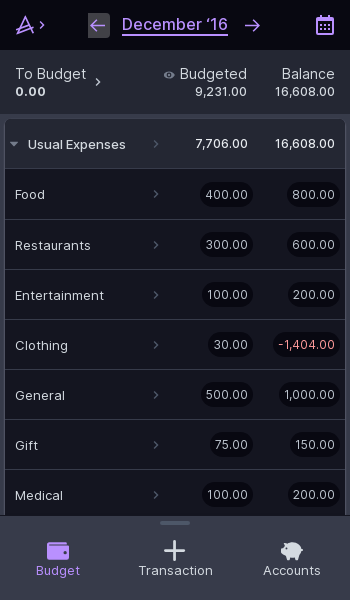 December ‘16
To Budget Budgeted Balance
0.00 9,231.00 16,608.00
Usual Expenses 7,706.00 16,608.00
Food 400.00 800.00
Restaurants 300.00 600.00
Entertainment 100.00 200.00
Clothing 30.00 -1,404.00
General 500.00 1,000.00
Gift 75.00 150.00
Medical 100.00 200.00
Budget Transaction Accounts